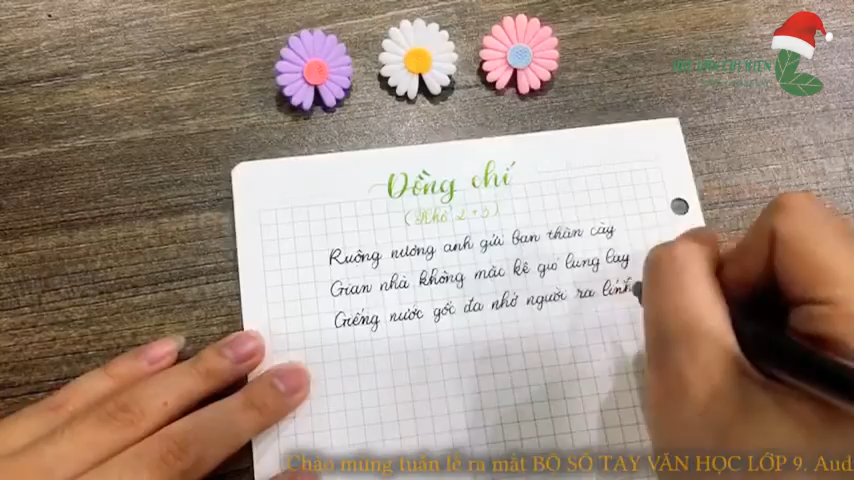 Đồng chí
(Khổ 2 + 3)
Ruộng nương anh gửi bạn thân cày
Gian nhà không mặc kệ gió lung lay
Giếng nước gốc đa nhớ người ra lính
Chào mừng tuần lễ ra mắt BỘ SỔ TAY VĂN HỌC LỚP 9. Aud